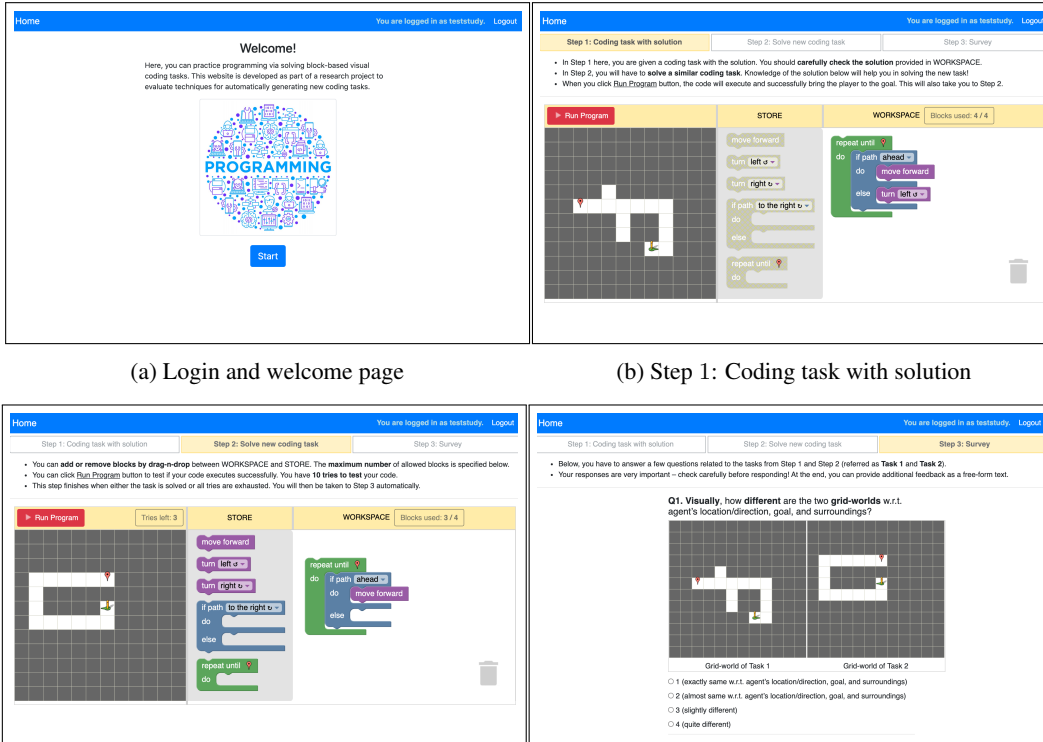 Home
You are logged in as teststudy. Logout
Welcome!
Here, you can practice programming via solving block-based visual
coding tasks. This website is developed as part of a research project to
evaluate techniques for automatically generating new coding tasks.
PROGRAMMING
Start
(a) Login and welcome page
Home
You are logged in as teststudy. Logout
Step 1: Coding task with solution
Step 2: Solve new coding task
Step 3: Survey
• In Step 1 here, you are given a coding task with the solution. You should carefully check the solution provided in WORKSPACE.
• In Step 2, you will have to solve a similar coding task. Knowledge of the solution below will help you in solving the new task!
• When you click Run Program button, the code will execute and successfully bring the player to the goal. This will also take you to Step 2.
Run Program
STORE
WORKSPACE
Blocks used: 4 / 4
move forward
turn left ↺
turn right ↻
if path to the right ↻
do
else
repeat until
do
repeat until
do
if path ahead
do
move forward
else
turn left ↺
(b) Step 1: Coding task with solution
Home
You are logged in as teststudy. Logout
Step 1: Coding task with solution
Step 2: Solve new coding task
Step 3: Survey
• You can add or remove blocks by drag-n-drop between WORKSPACE and STORE. The maximum number of allowed blocks is specified below.
• You can click Run Program button to test if your code executes successfully. You have 10 tries to test your code.
• This step finishes when either the task is solved or all tries are exhausted. You will then be taken to Step 3 automatically.
Run Program
Tries left: 3
STORE
WORKSPACE
Blocks used: 3 / 4
move forward
turn left ↺
turn right ↻
if path to the right ↻
do
else
repeat until
do
repeat until
do
if path ahead
do
move forward
else
Home
You are logged in as teststudy. Logout
Step 1: Coding task with solution
Step 2: Solve new coding task
Step 3: Survey
• Below, you have to answer a few questions related to the tasks from Step 1 and Step 2 (referred as Task 1 and Task 2).
• Your responses are very important – check carefully before responding! At the end, you can provide additional feedback as a free-form text.
Q1. Visually, how different are the two grid-worlds w.r.t.
agent's location/direction, goal, and surroundings?
Grid-world of Task 1
Grid-world of Task 2
1 (exactly same w.r.t. agent's location/direction, goal, and surroundings)
2 (almost same w.r.t. agent's location/direction, goal, and surroundings)
3 (slightly different)
4 (quite different)